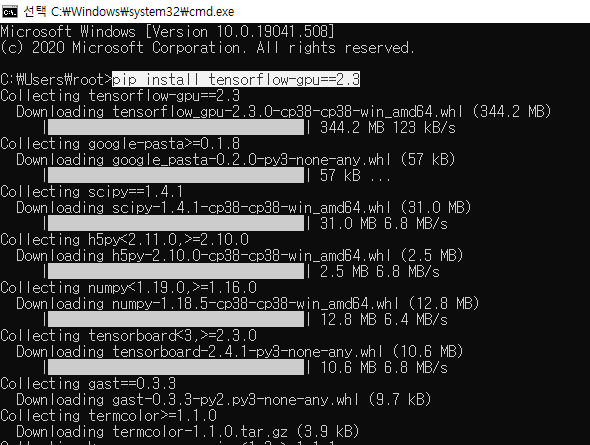 선택 C:₩Windows₩system32₩cmd.exe
Microsoft Windows [Version 10.0.19041.508]
(c) 2020 Microsoft Corporation. All rights reserved.
C:₩Users₩root>pip install tensorflow-gpu==2.3
Collecting tensorflow-gpu==2.3
Downloading tensorflow_gpu-2.3.0-cp38-cp38-win_amd64.whl (344.2 MB)
|████████████████████████████████| 344.2 MB 123 kB/s
Collecting google-pasta>=0.1.8
Downloading google_pasta-0.2.0-py3-none-any.whl (57 kB)
|████████████████████████████████| 57 kB ...
Collecting scipy==1.4.1
Downloading scipy-1.4.1-cp38-cp38-win_amd64.whl (31.0 MB)
|████████████████████████████████| 31.0 MB 6.8 MB/s
Collecting h5py<2.11.0,>=2.10.0
Downloading h5py-2.10.0-cp38-cp38-win_amd64.whl (2.5 MB)
|████████████████████████████████| 2.5 MB 6.8 MB/s
Collecting numpy<1.19.0,>=1.16.0
Downloading numpy-1.18.5-cp38-cp38-win_amd64.whl (12.8 MB)
|████████████████████████████████| 12.8 MB 6.4 MB/s
Collecting tensorboard<3,>=2.3.0
Downloading tensorboard-2.4.1-py3-none-any.whl (10.6 MB)
|████████████████████████████████| 10.6 MB 6.8 MB/s
Collecting gast==0.3.3
Downloading gast-0.3.3-py2.py3-none-any.whl (9.7 kB)
Collecting termcolor>=1.1.0
Downloading termcolor-1.1.0.tar.gz (3.9 kB)